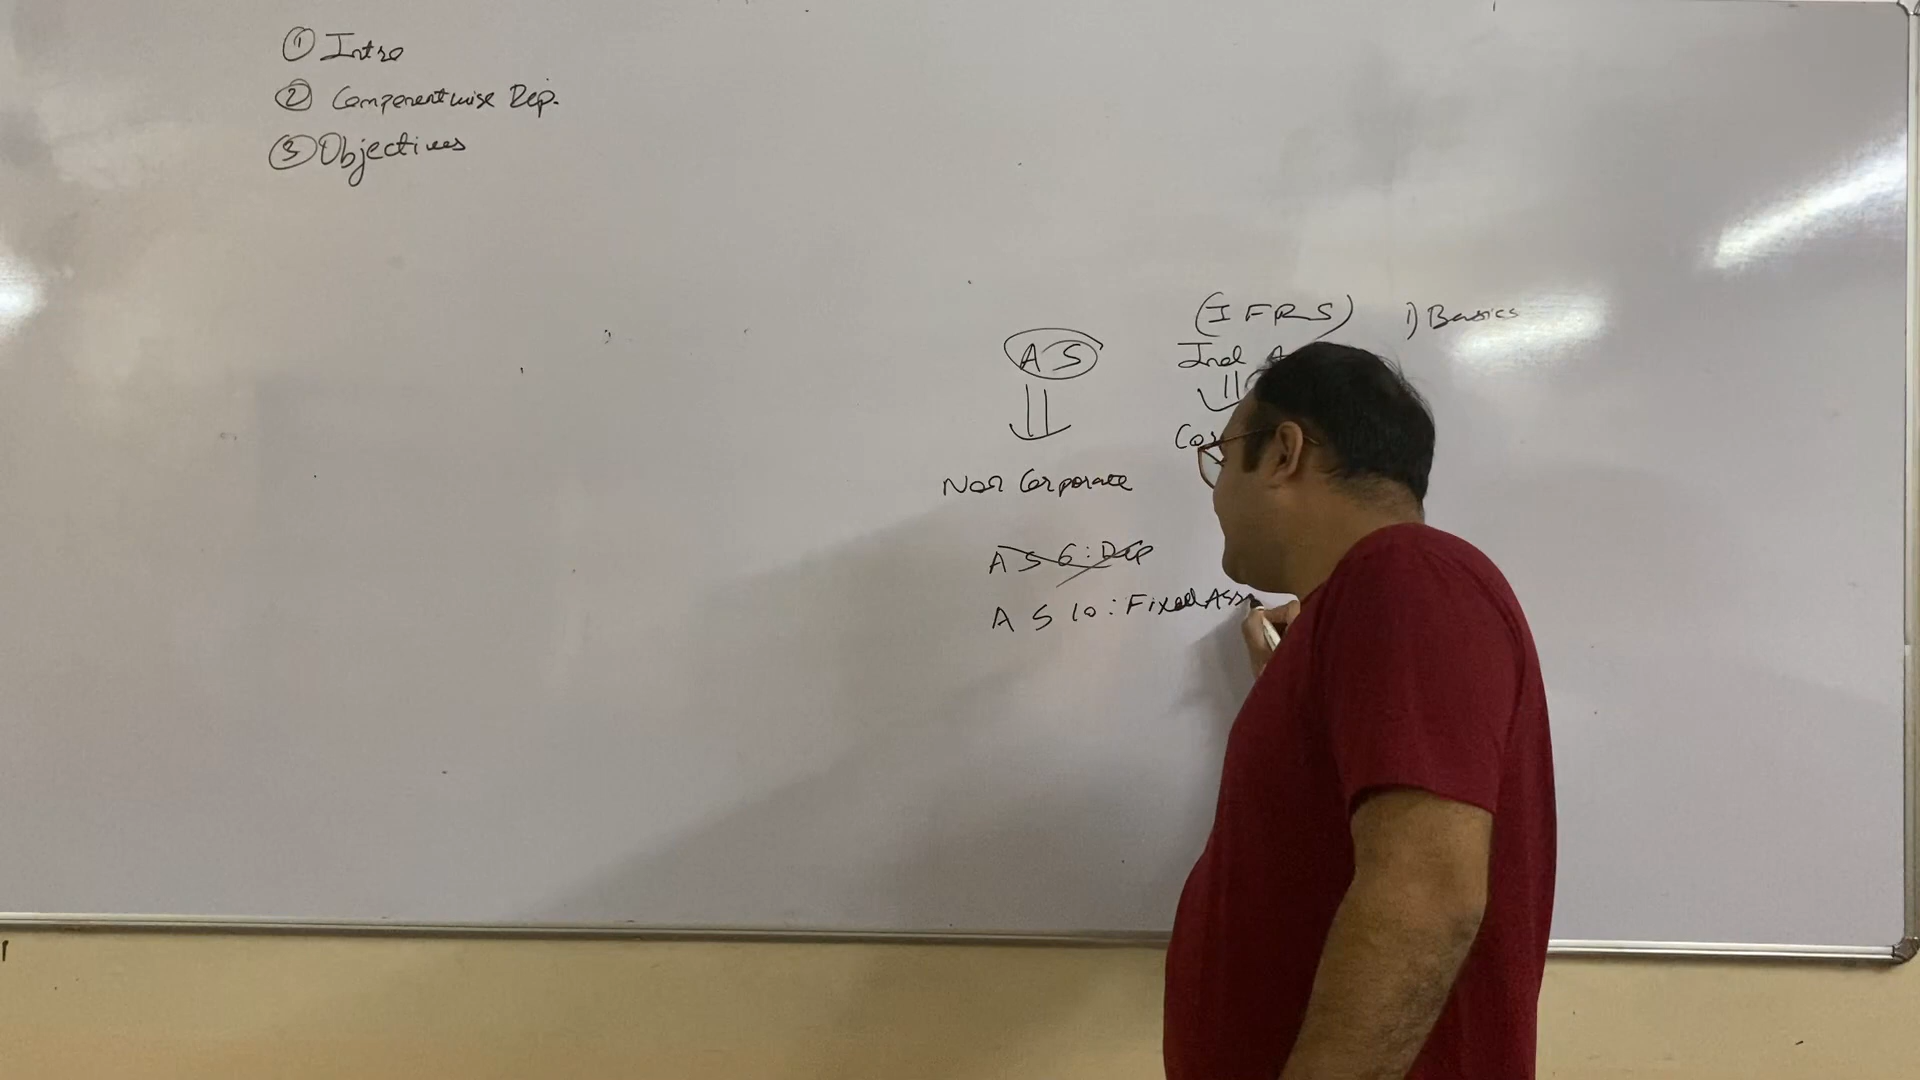 ① Intro
② Componentwise Dep.
③ Objectives
(IFRS) 1) Basics
AS Ind A
Non Corporate
AS 6: Dep
AS 10: Fixed Ass